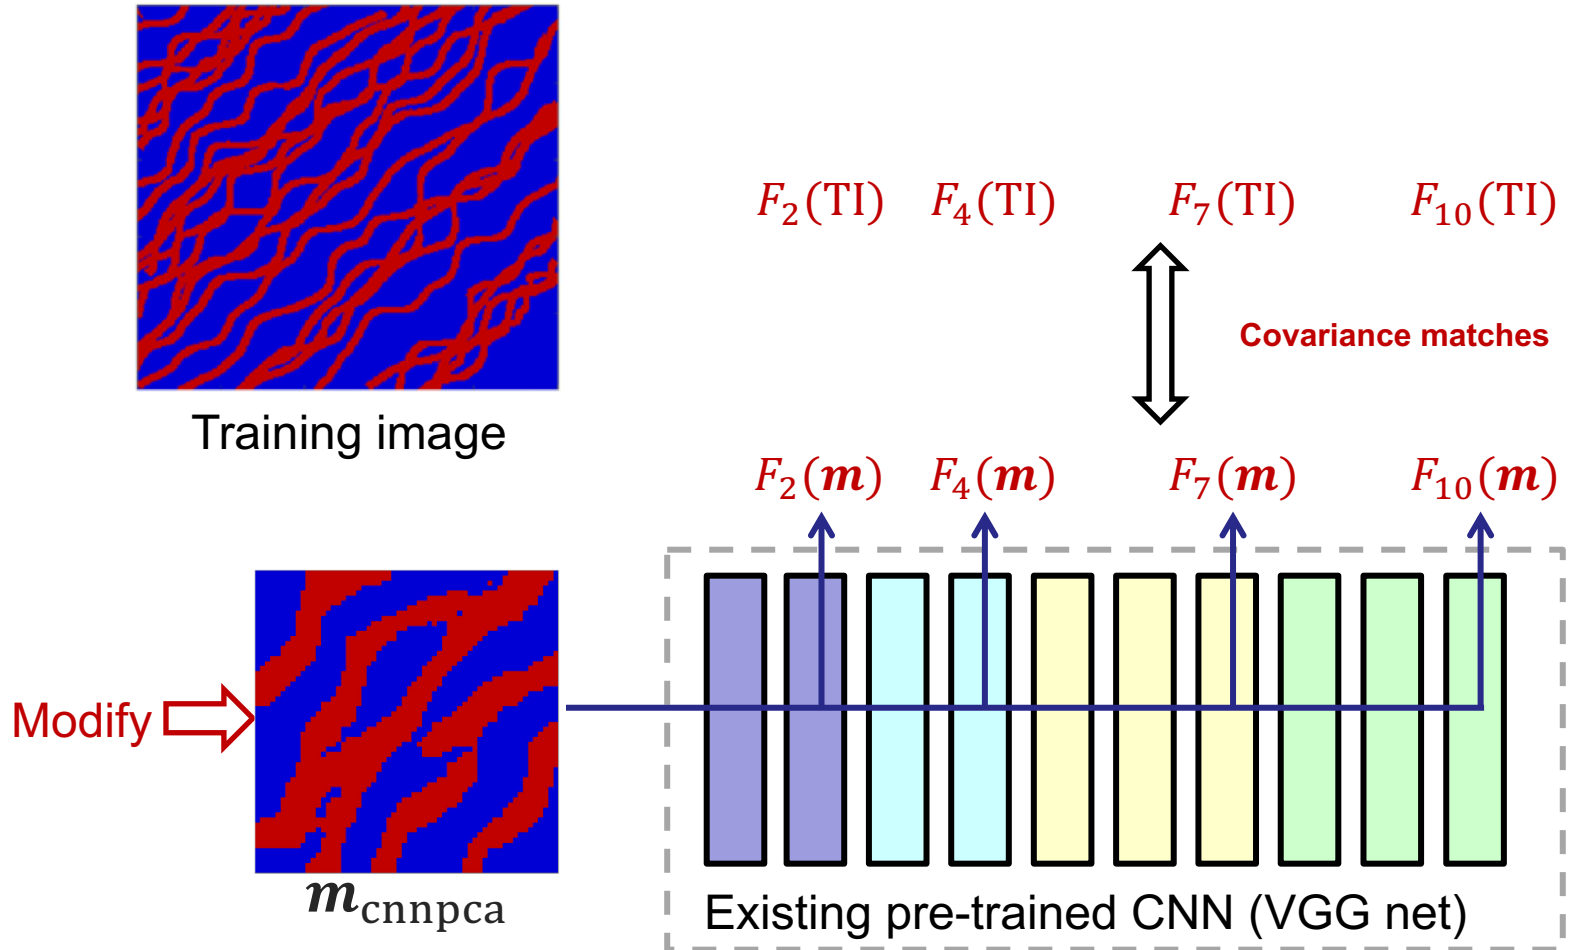 F₂(TI) F₄(TI) F₇(TI) F₁₀(TI)
Covariance matches
Training image
F₂(m) F₄(m) F₇(m) F₁₀(m)
Modify
m_cnnpca
Existing pre-trained CNN (VGG net)